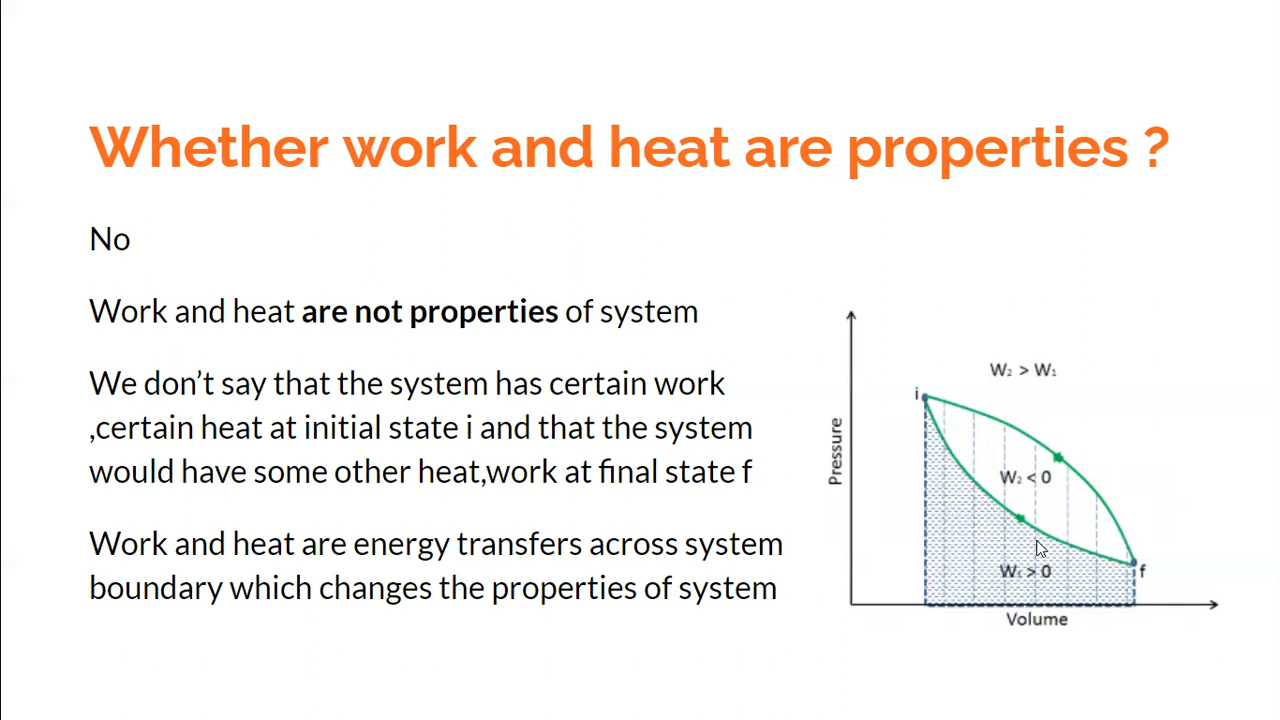 Whether work and heat are properties ?
No
Work and heat are not properties of system
We don't say that the system has certain work
,certain heat at initial state i and that the system
would have some other heat,work at final state f
Work and heat are energy transfers across system
boundary which changes the properties of system
W₂ > W₁
i
Pressure
W₂ < 0
W₁ > 0
f
Volume